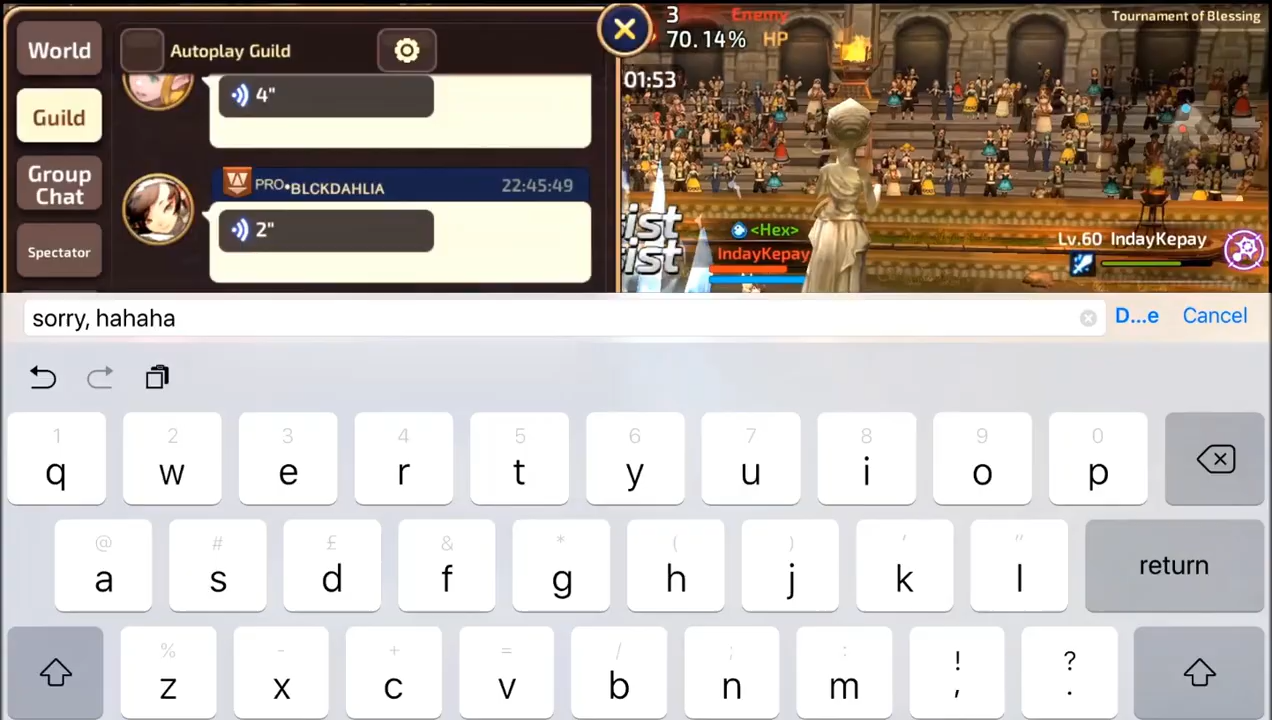 World
Guild
Group
Chat
Spectator
Autoplay Guild
4"
PRO•BLCKDAHLIA
22:45:49
2"
3
Enemy
70.14% HP
01:53
Tournament of Blessing
<Hex>
IndayKepay
Lv.60 IndayKepay
sorry, hahaha
D...e
Cancel
1 2 3 4 5 6 7 8 9 0
q w e r t y u i o p
@ # £ & * ( ) ' "
a s d f g h j k l
return
% - + = / ; : ! ?
z x c v b n m , .